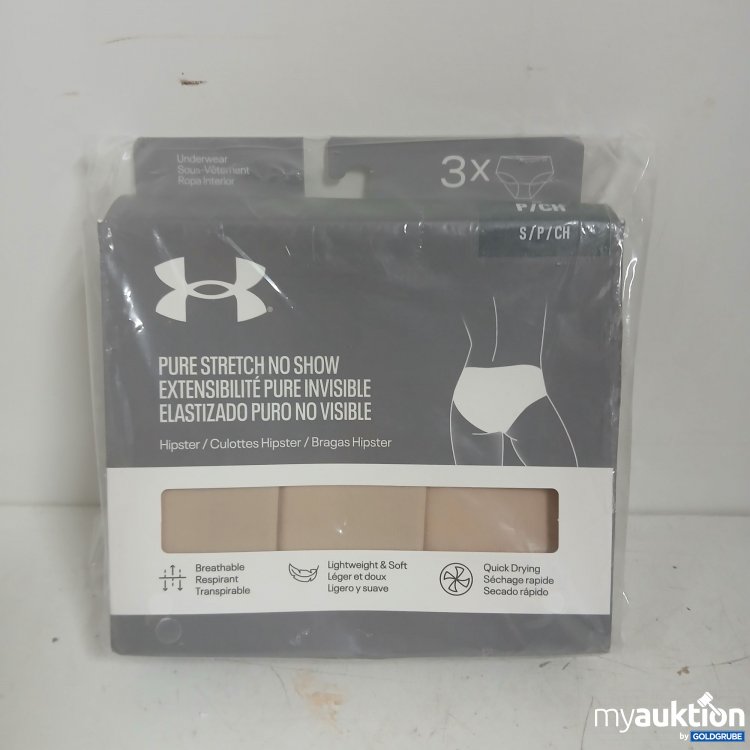 Underwear
Sous-Vêtement
Ropa Interior
3X
P/CH
S/P/CH
PURE STRETCH NO SHOW
EXTENSIBILITÉ PURE INVISIBLE
ELASTIZADO PURO NO VISIBLE
Hipster / Culottes Hipster / Bragas Hipster
Breathable
Respirant
Transpirable
Lightweight & Soft
Léger et doux
Ligero y suave
Quick Drying
Séchage rapide
Secado rápido
myauktion
by GOLDGRUBE